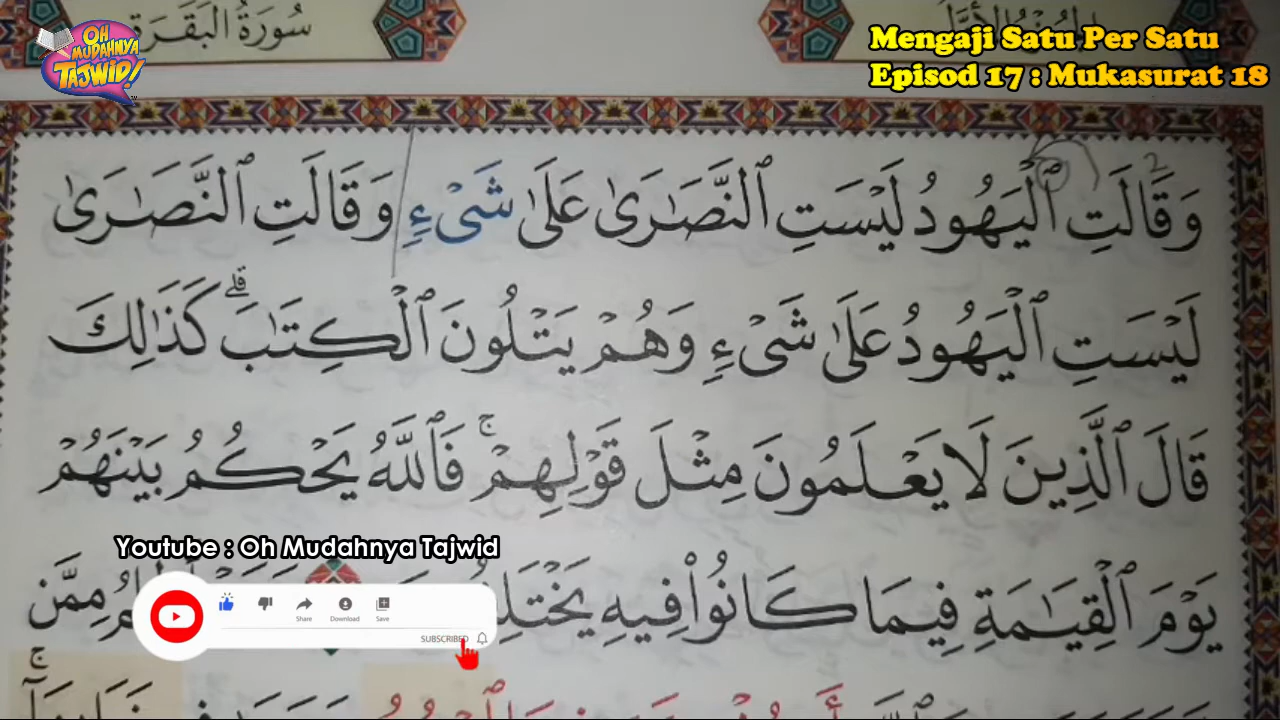 سُورَةُ البَقَرَة
OH MUDAHNYA TAJWID!
Mengaji Satu Per Satu
Episod 17 : Mukasurat 18
2
وَقَالَتِ ٱلْيَهُودُ لَيْسَتِ ٱلنَّصَٰرَىٰ عَلَىٰ شَىْءٍ وَقَالَتِ ٱلنَّصَٰرَىٰ
لَيْسَتِ ٱلْيَهُودُ عَلَىٰ شَىْءٍ وَهُمْ يَتْلُونَ ٱلْكِتَٰبَ ۗ كَذَٰلِكَ
قَالَ ٱلَّذِينَ لَا يَعْلَمُونَ مِثْلَ قَوْلِهِمْ ۚ فَٱللَّهُ يَحْكُمُ بَيْنَهُمْ
Youtube : Oh Mudahnya Tajwid
يَوْمَ ٱلْقِيَٰمَةِ فِيمَا كَانُوا۟ فِيهِ مِمَّن
Share Download Save
SUBSCRIBED